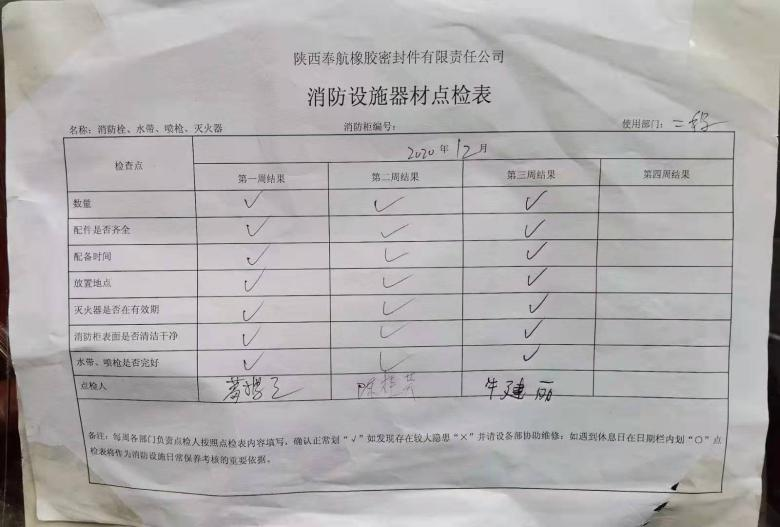 陕西奉航橡胶密封件有限责任公司
消防设施器材点检表
名称：消防栓、水带、喷枪、灭火器 消防柜编号： 使用部门：二段
检查点 2020年12月
第一周结果 第二周结果 第三周结果 第四周结果
数量 ✓ ✓ ✓
配件是否齐全 ✓ ✓ ✓
配备时间 ✓ ✓ ✓
放置地点 ✓ ✓ ✓
灭火器是否在有效期 ✓ ✓ ✓
消防柜表面是否清洁干净 ✓ ✓ ✓
水带、喷枪是否完好 ✓ ✓ ✓
点检人 牛建丽
备注：每周各部门负责点检人按照点检表内容填写，确认正常划“√”如发现存在较大隐患“×”并请设备部协助维修；如遇到休息日在日期栏内划“○”点
检表将作为消防设施日常保养考核的重要依据。